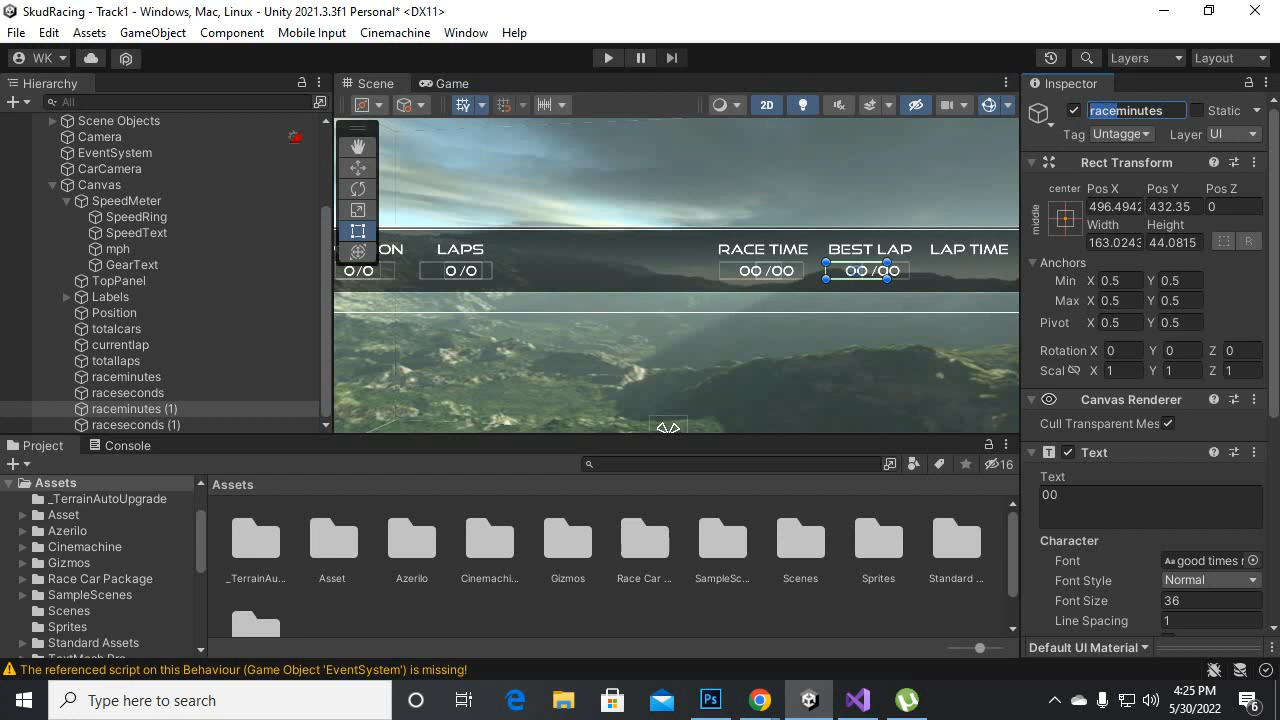 SkudRacing - Track1 - Windows, Mac, Linux - Unity 2021.3.3f1 Personal* <DX11>
File Edit Assets GameObject Component Mobile Input Cinemachine Window Help
WK Layers Layout
Hierarchy Scene Game Inspector
All 2D raceminutes Static
Tag Untagge Layer UI
Scene Objects
Camera
EventSystem
CarCamera
Canvas
SpeedMeter
SpeedRing
SpeedText
mph
GearText
TopPanel
Labels
Position
totalcars
currentlap
totallaps
raceminutes
raceseconds
raceminutes (1)
raceseconds (1)
ON LAPS RACE TIME BEST LAP LAP TIME
0/0 0/0 00/00 00/00
Rect Transform
center Pos X Pos Y Pos Z
middle 496.4942 432.35 0
Width Height
163.0243 44.0815 R
Anchors
Min X 0.5 Y 0.5
Max X 0.5 Y 0.5
Pivot X 0.5 Y 0.5
Rotation X 0 Y 0 Z 0
Scal X 1 Y 1 Z 1
Canvas Renderer
Cull Transparent Mes
Text
Text
00
Character
Font Aa good times r
Font Style Normal
Font Size 36
Line Spacing 1
Default UI Material
Project Console
16
Assets
_TerrainAutoUpgrade
Asset
Azerilo
Cinemachine
Gizmos
Race Car Package
SampleScenes
Scenes
Sprites
Standard Assets
TextMesh Pro
Assets
_TerrainAu... Asset Azerilo Cinemachi... Gizmos Race Car ... SampleSc... Scenes Sprites Standard ...
The referenced script on this Behaviour (Game Object 'EventSystem') is missing!
Type here to search
Ps
4:25 PM
5/30/2022
6